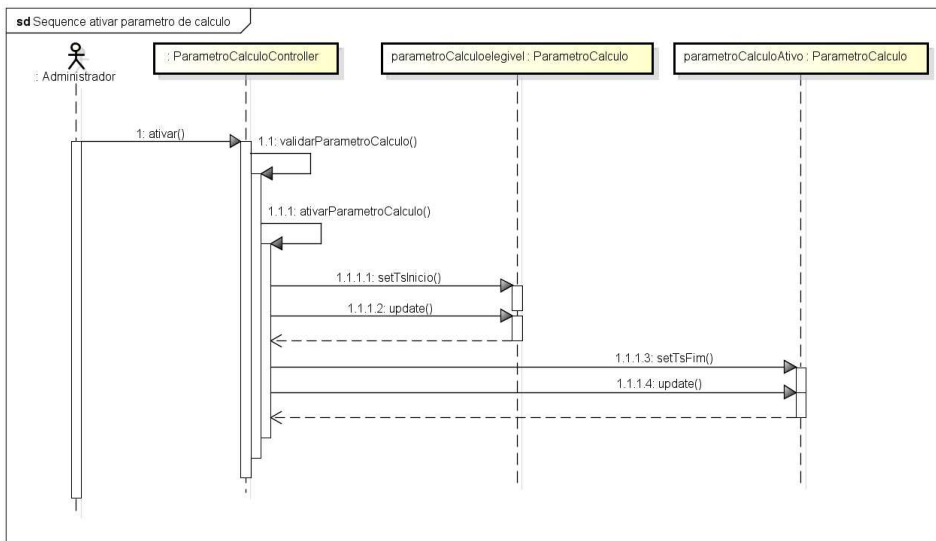 sd Sequence ativar parametro de calculo
: Administrador
: ParametroCalculoController
parametroCalculoelegivel : ParametroCalculo
parametroCalculoAtivo : ParametroCalculo
1: ativar()
1.1: validarParametroCalculo()
1.1.1: ativarParametroCalculo()
1.1.1.1: setTsInicio()
1.1.1.2: update()
1.1.1.3: setTsFim()
1.1.1.4: update()